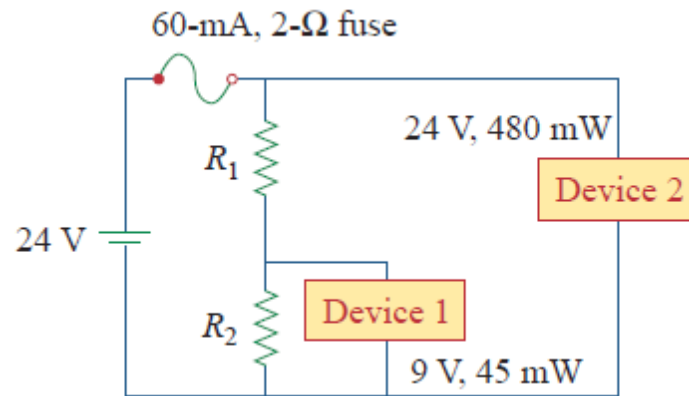 60-mA, 2-Ω fuse
24 V, 480 mW
R1
Device 2
24 V
Device 1
R2
9 V, 45 mW